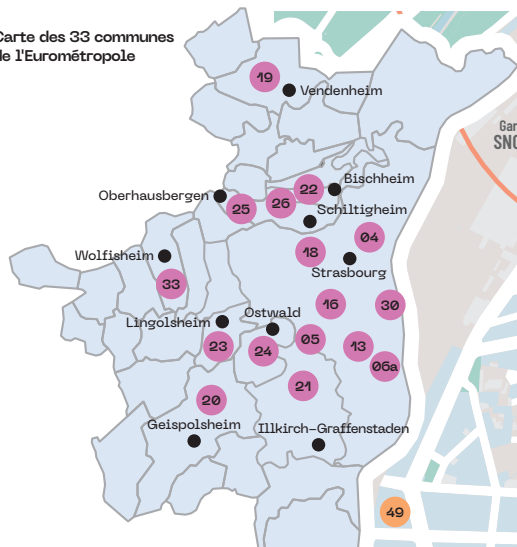 Carte des 33 communes
de l'Eurométropole
19
Vendenheim
Gar
SNC
Bischheim
22
Oberhausbergen
26
25
Schiltigheim
04
18
Wolfisheim
Strasbourg
33
16
30
Ostwald
Lingolsheim
05
23
24
13
06a
21
20
Geispolsheim
Illkirch-Graffenstaden
49